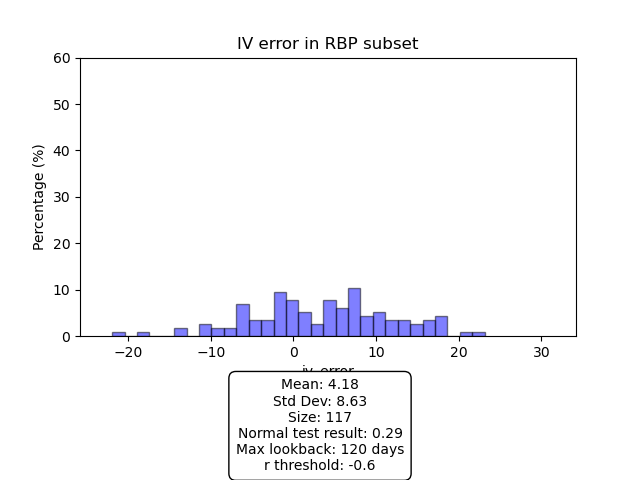 IV error in RBP subset
60
50
40
30
20
10
0
Percentage (%)
−20
−10
0
10
20
30
iv_error
Mean: 4.18
Std Dev: 8.63
Size: 117
Normal test result: 0.29
Max lookback: 120 days
r threshold: -0.6